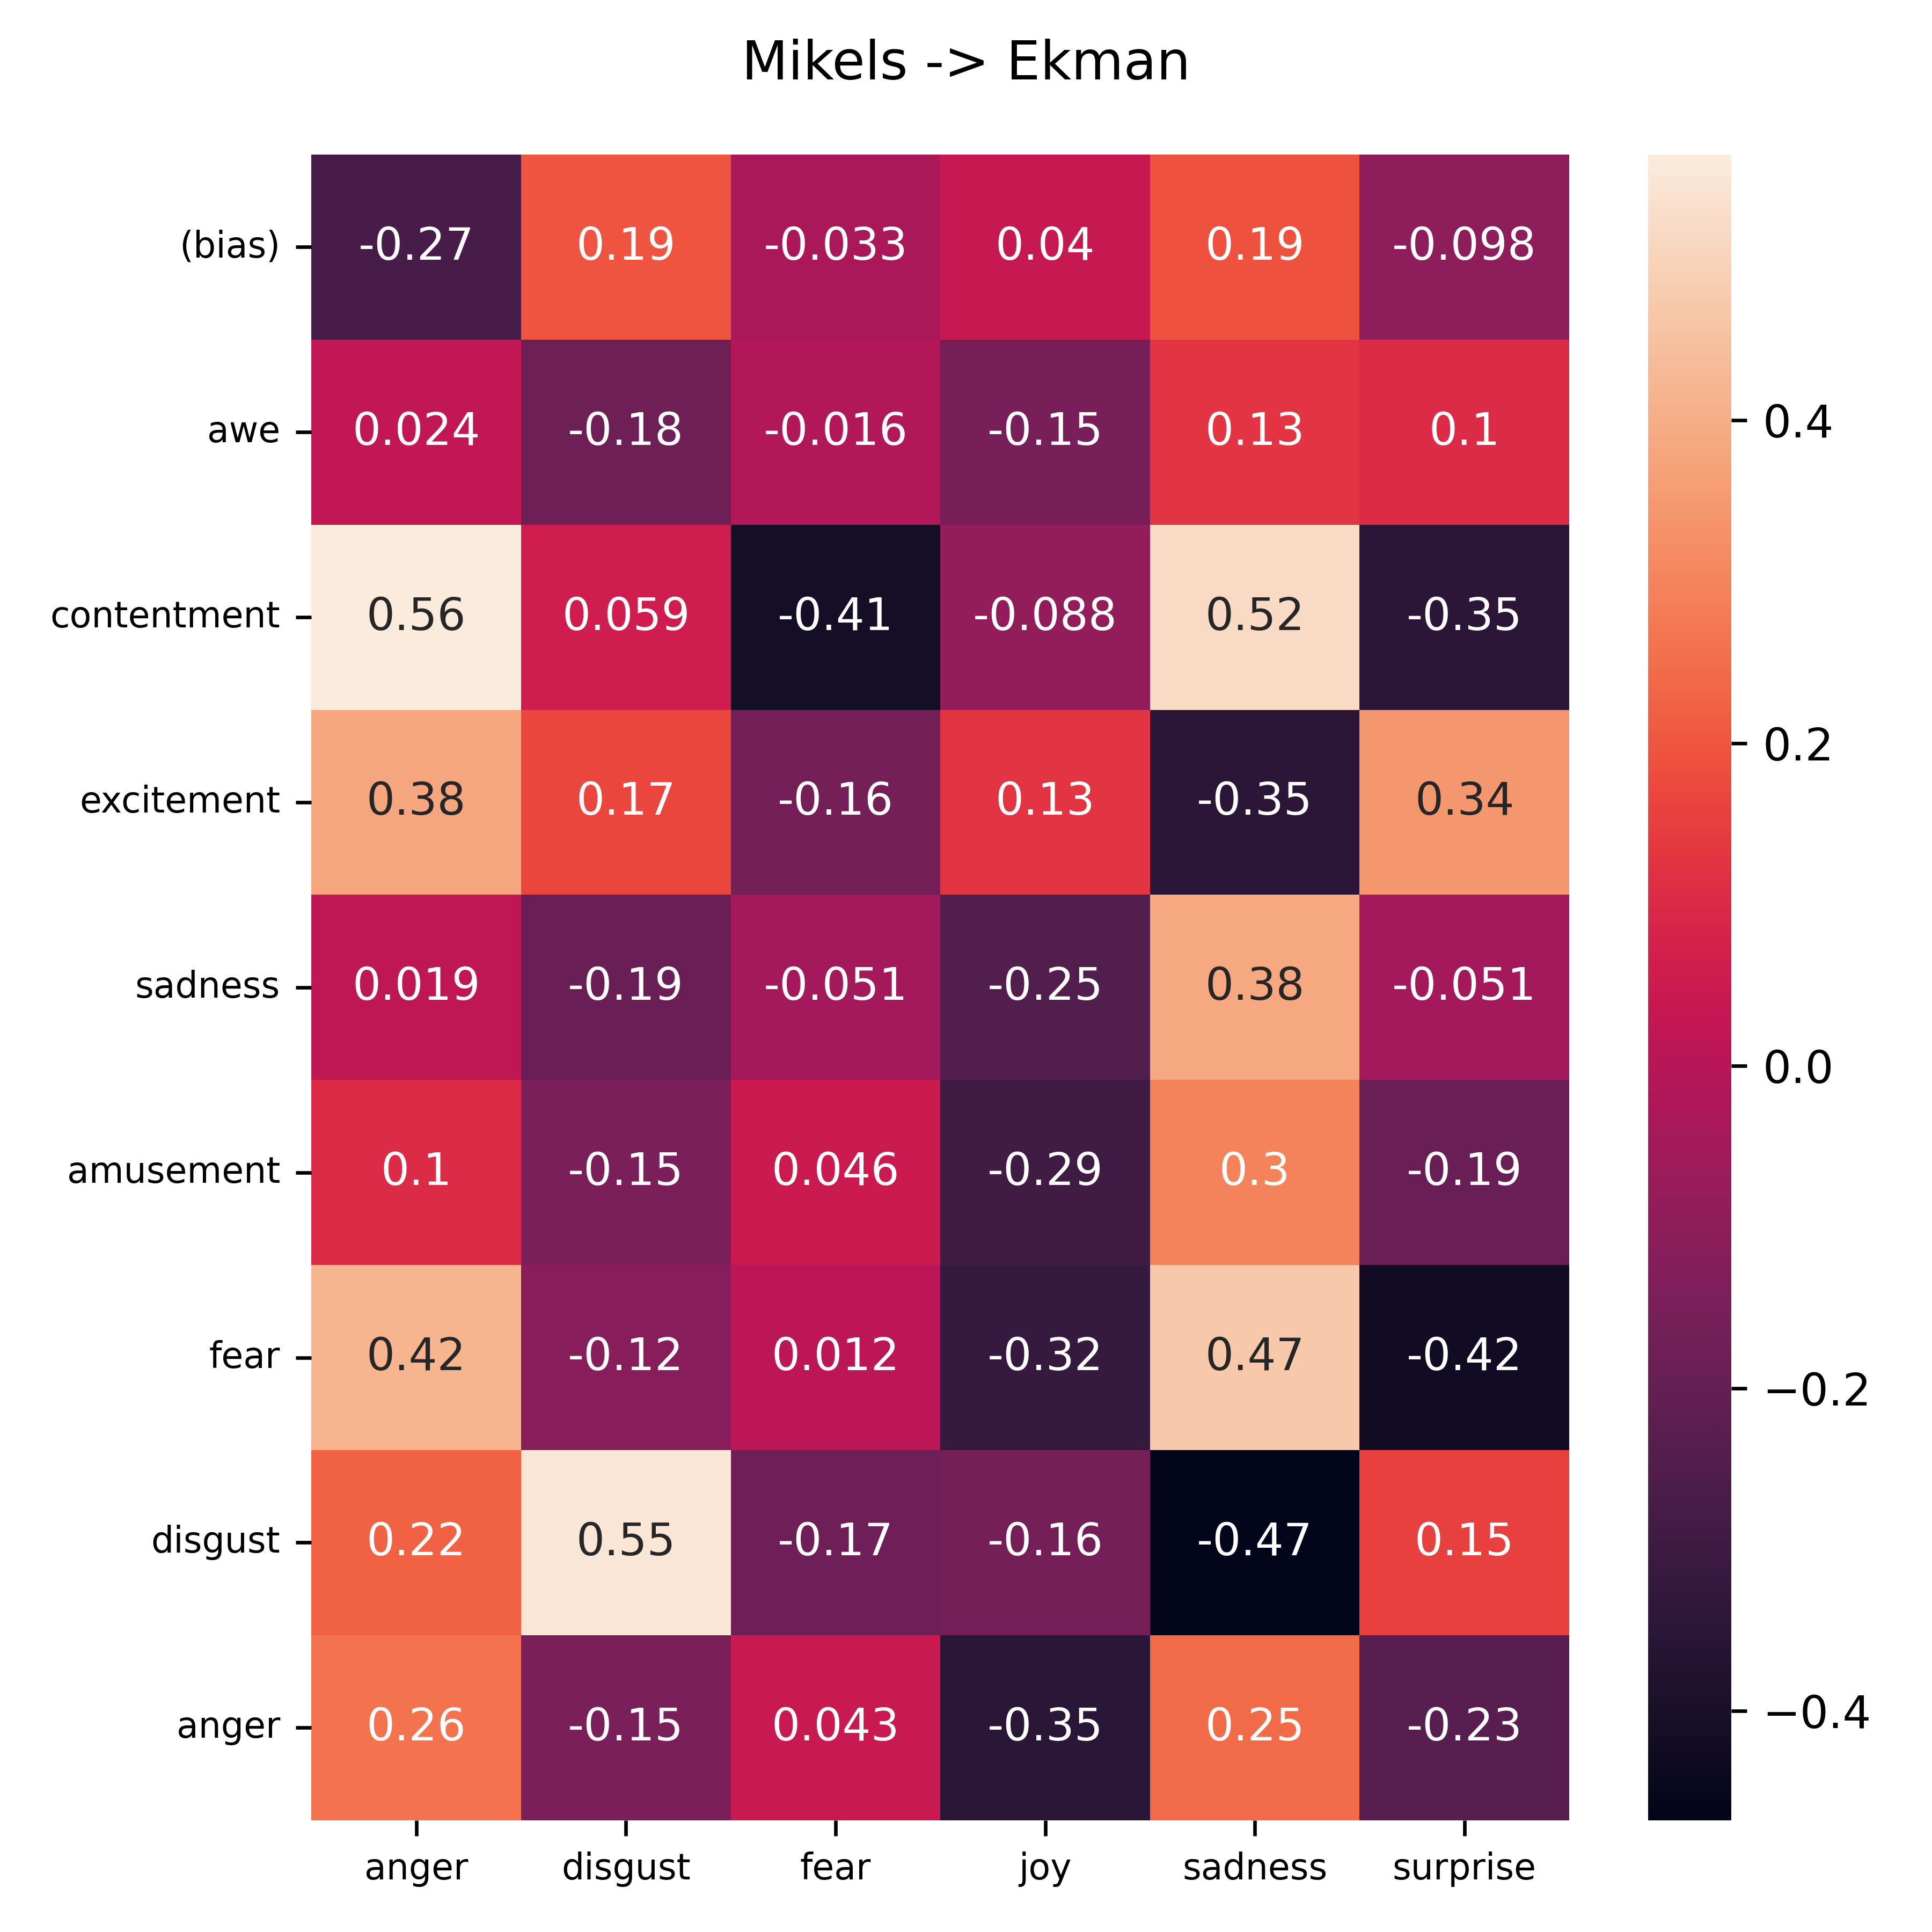 Mikels -> Ekman
(bias) -0.27 0.19 -0.033 0.04 0.19 -0.098
awe 0.024 -0.18 -0.016 -0.15 0.13 0.1
contentment 0.56 0.059 -0.41 -0.088 0.52 -0.35
excitement 0.38 0.17 -0.16 0.13 -0.35 0.34
sadness 0.019 -0.19 -0.051 -0.25 0.38 -0.051
amusement 0.1 -0.15 0.046 -0.29 0.3 -0.19
fear 0.42 -0.12 0.012 -0.32 0.47 -0.42
disgust 0.22 0.55 -0.17 -0.16 -0.47 0.15
anger 0.26 -0.15 0.043 -0.35 0.25 -0.23
anger disgust fear joy sadness surprise
0.4
0.2
0.0
−0.2
−0.4